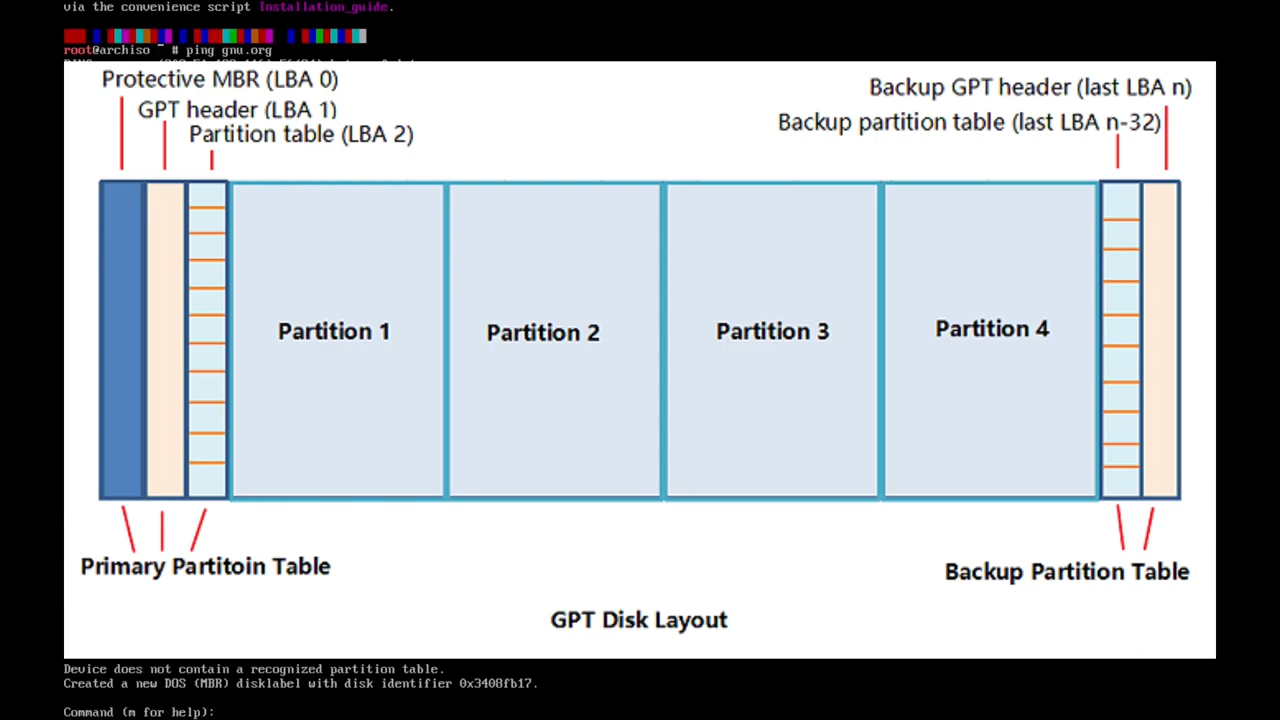 via the convenience script Installation_guide.
root@archiso ~ # ping gnu.org
Protective MBR (LBA 0)
GPT header (LBA 1)
Partition table (LBA 2)
Backup GPT header (last LBA n)
Backup partition table (last LBA n-32)
Partition 1
Partition 2
Partition 3
Partition 4
Primary Partitoin Table
Backup Partition Table
GPT Disk Layout
Device does not contain a recognized partition table.
Created a new DOS (MBR) disklabel with disk identifier 0x3408fb17.
Command (m for help):